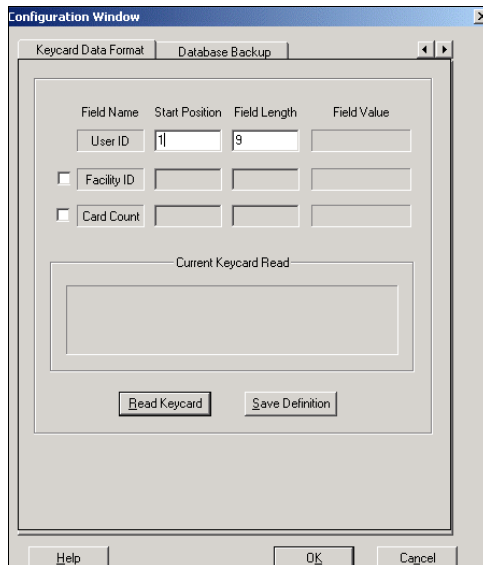 Configuration Window
Keycard Data Format Database Backup
Field Name Start Position Field Length Field Value
User ID 1 9
Facility ID
Card Count
Current Keycard Read
Read Keycard Save Definition
Help OK Cancel